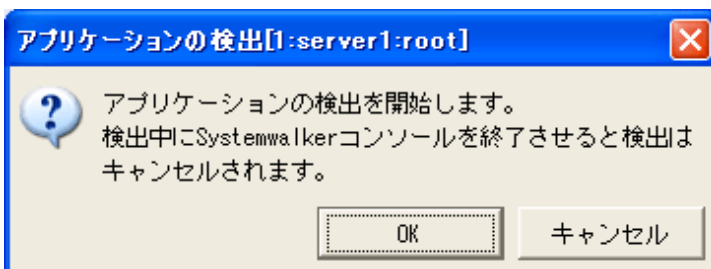 アプリケーションの検出[1:server1:root]
アプリケーションの検出を開始します。
検出中にSystemwalkerコンソールを終了させると検出は
キャンセルされます。
OK
キャンセル